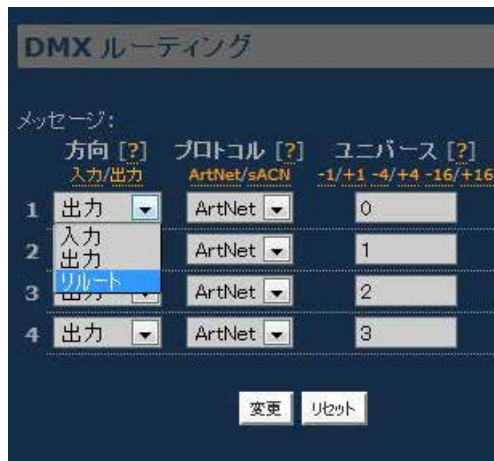 DMX ルーティング
メッセージ:
方向 [?] プロトコル [?] ユニバース [?]
入力/出力 ArtNet/sACN -1/+1 -4/+4 -16/+16
1 出力 ArtNet 0
入力
2 出力 ArtNet 1
リルート
3 出力 ArtNet 2
4 出力 ArtNet 3
変更 リセット